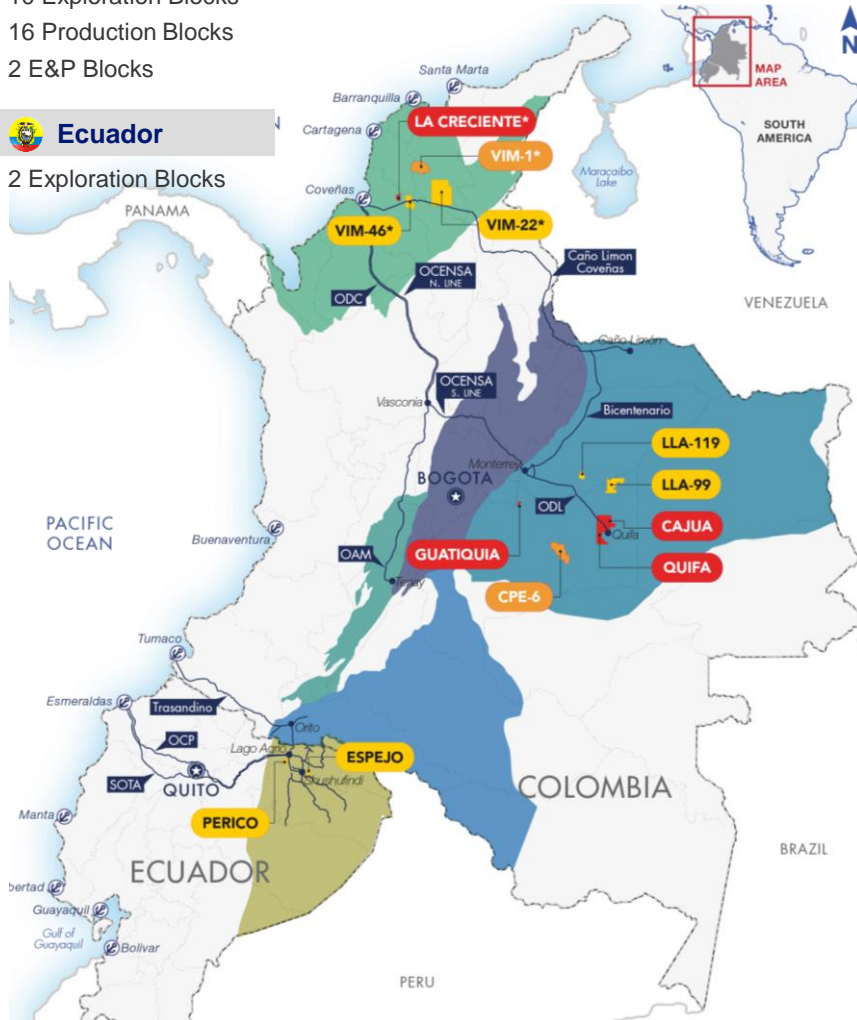 16 Production Blocks
2 E&P Blocks
Ecuador
2 Exploration Blocks
N
MAP
AREA
SOUTH
AMERICA
Santa Marta
Barranquilla
LA CRECIENTE*
Cartagena
VIM-1*
Maracaibo
Lake
Coveñas
PANAMA
VIM-46*
VIM-22*
Caño Limon
Coveñas
OCENSA
N. LINE
ODC
VENEZUELA
Caño Limón
OCENSA
S. LINE
Vasconia
Bicentenario
LLA-119
Monterrey
BOGOTA
LLA-99
ODL
PACIFIC
OCEAN
CAJUA
Quifa
Buenaventura
OAM
GUATIQUIA
QUIFA
Tenay
CPE-6
Tumaco
Esmeraldas
Trasandino
Orito
OCP
Lago Agrio
ESPEJO
SOTA
QUITO
Shushufindi
COLOMBIA
Manta
PERICO
BRAZIL
ECUADOR
bertad
Guayaquil
Gulf of
Guayaquil
Bolivar
PERU